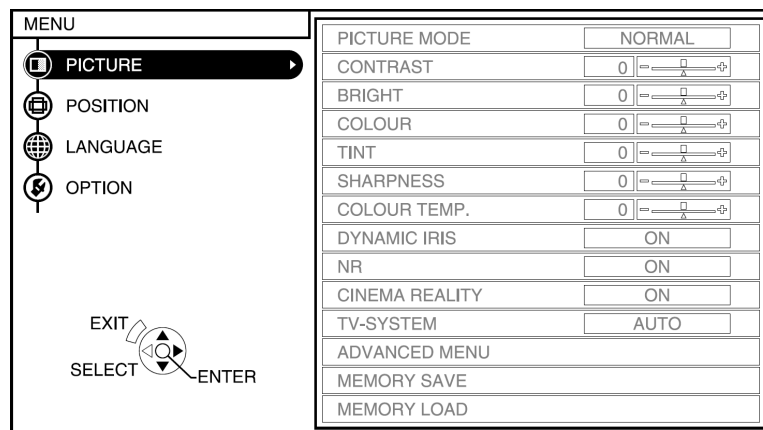 MENU
PICTURE
POSITION
LANGUAGE
OPTION
EXIT
SELECT
ENTER
PICTURE MODE NORMAL
CONTRAST 0
BRIGHT 0
COLOUR 0
TINT 0
SHARPNESS 0
COLOUR TEMP. 0
DYNAMIC IRIS ON
NR ON
CINEMA REALITY ON
TV-SYSTEM AUTO
ADVANCED MENU
MEMORY SAVE
MEMORY LOAD